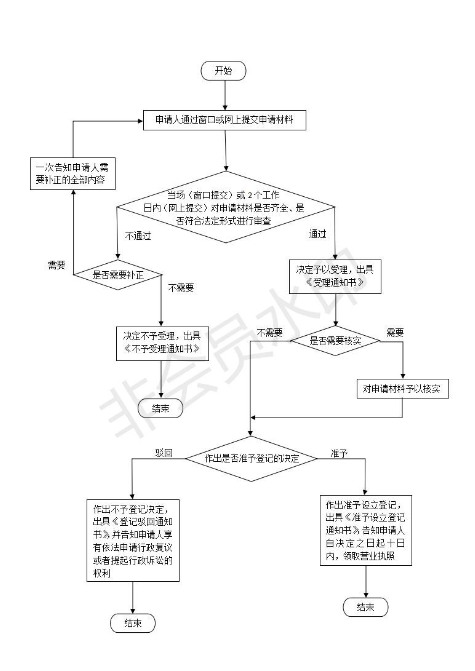 开始
申请人通过窗口或网上提交申请材料
一次告知申请人需
要补正的全部内容
当场（窗口提交）或 2 个工作
日内（网上提交）对申请材料是否齐全、是
否符合法定形式进行审查
不通过
通过
需要
是否需要补正
不需要
决定予以受理，出具
《受理通知书》
决定不予受理，出具
《不予受理通知书》
不需要
是否需要核实
需要
对申请材料予以核实
结束
驳回
作出是否准予登记的决定
准予
作出不予登记决定，
出具《登记驳回通知
书》并告知申请人享
有依法申请行政复议
或者提起行政诉讼的
权利
作出准予设立登记，
出具《准予设立登记
通知书》告知申请人
自决定之日起十日
内，领取营业执照
结束
结束
非会员水印